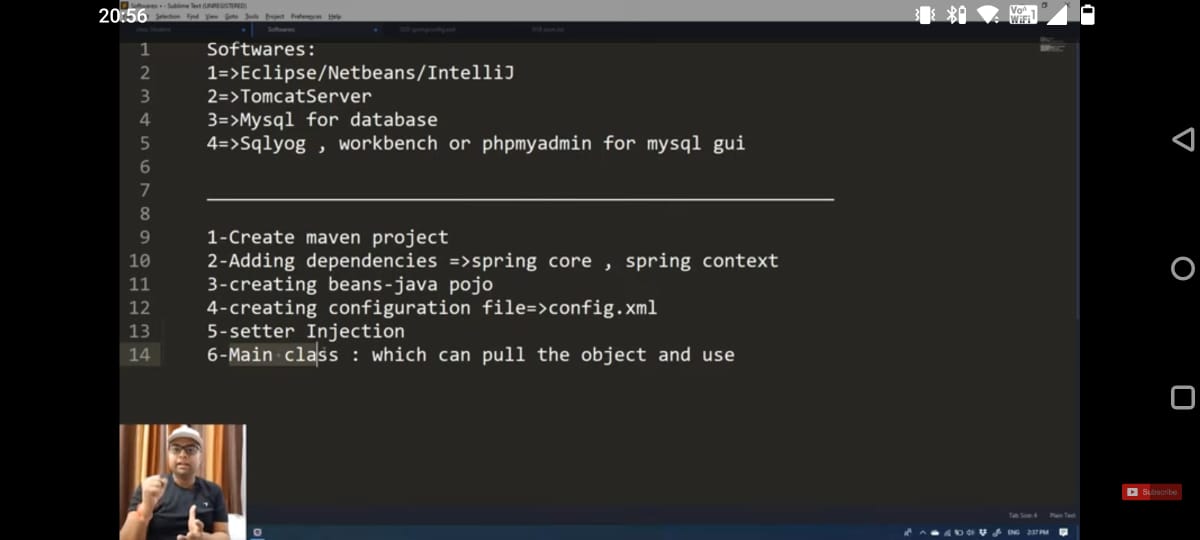 Softwares • - Sublime Text (UNREGISTERED)
20:56
Selection Find View Goto Tools Project Preferences Help
Vo WiFi
Softwares
1 Softwares:
2 1=>Eclipse/Netbeans/IntelliJ
3 2=>TomcatServer
4 3=>Mysql for database
5 4=>Sqlyog , workbench or phpmyadmin for mysql gui
6
7
8
9 1-Create maven project
10 2-Adding dependencies =>spring core , spring context
11 3-creating beans-java pojo
12 4-creating configuration file=>config.xml
13 5-setter Injection
14 6-Main class : which can pull the object and use
Subscribe
Tab Size: 4 Plain Text
ENG 2:37 PM